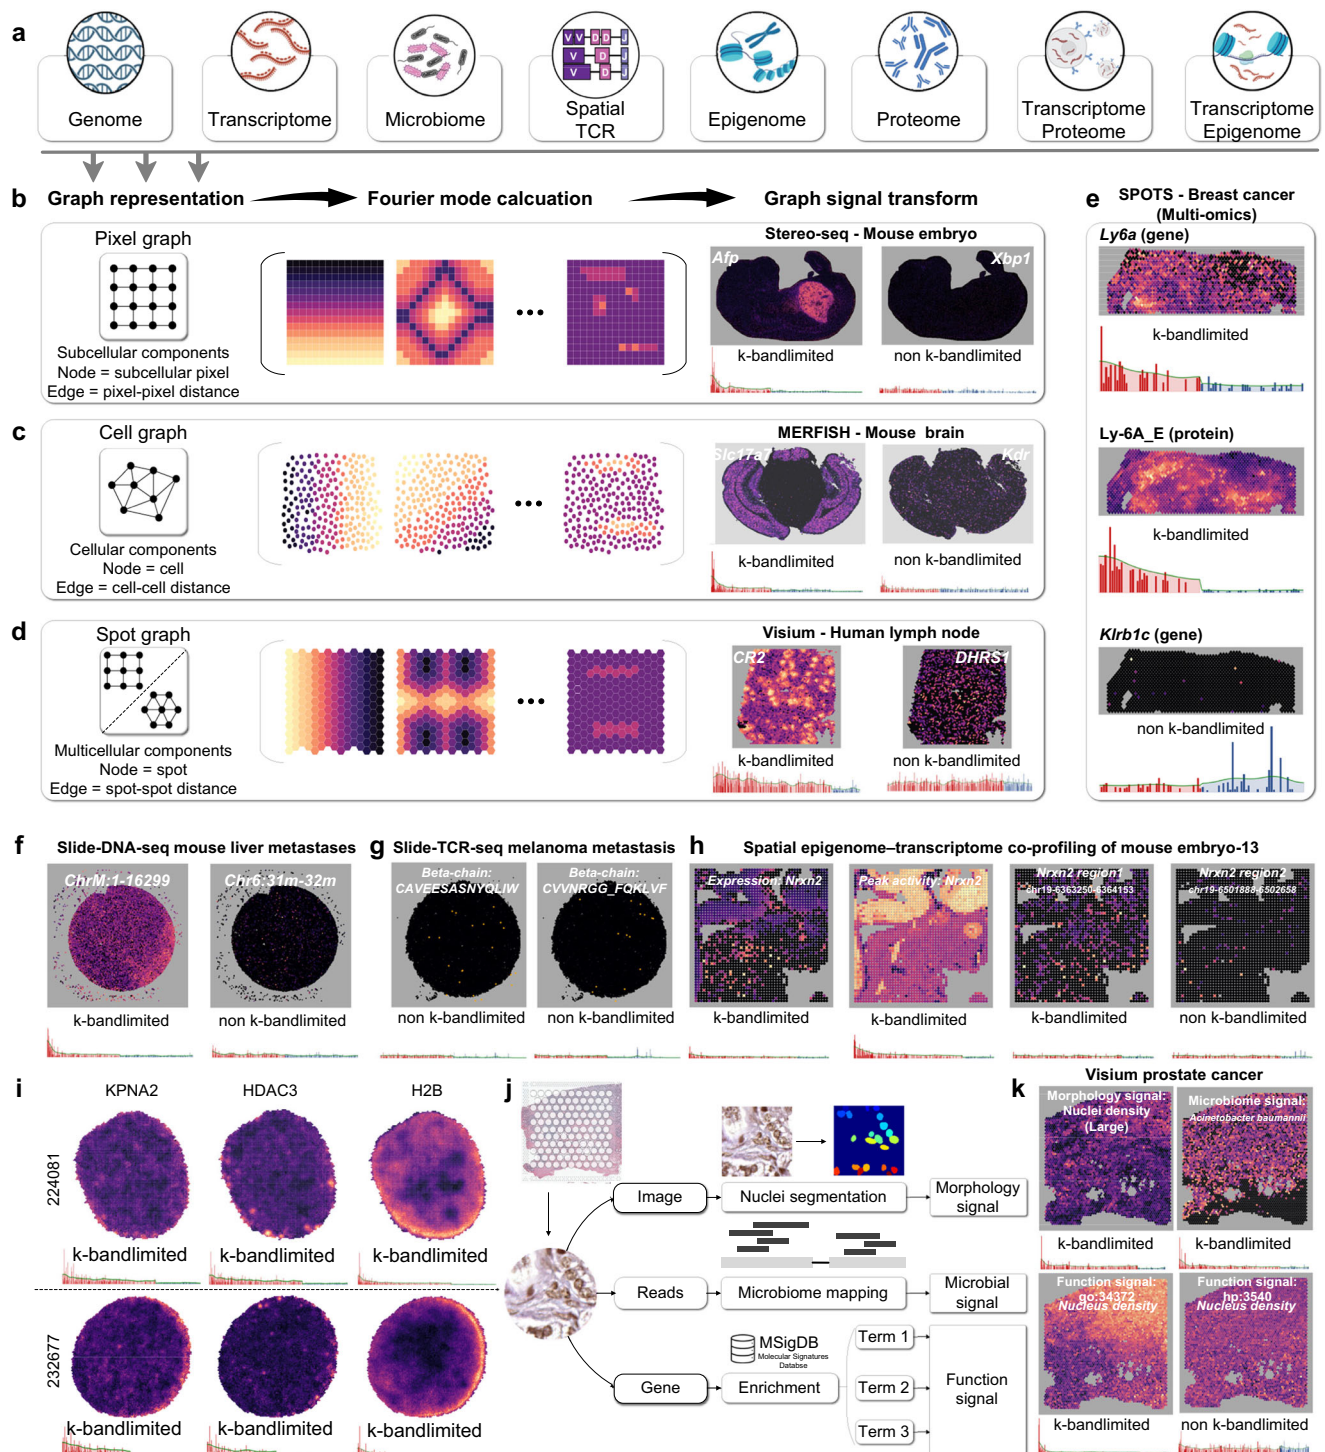 a
V V D D J
V D J
V D J
Genome
Transcriptome
Microbiome
Spatial
TCR
Epigenome
Proteome
Transcriptome
Proteome
Transcriptome
Epigenome
b
Graph representation
Fourier mode calcuation
Graph signal transform
Pixel graph
Subcellular components
Node = subcellular pixel
Edge = pixel-pixel distance
Stereo-seq - Mouse embryo
Afp
Xbp1
k-bandlimited
non k-bandlimited
c
Cell graph
Cellular components
Node = cell
Edge = cell-cell distance
MERFISH - Mouse brain
Slc17a7
Kdr
k-bandlimited
non k-bandlimited
d
Spot graph
Multicellular components
Node = spot
Edge = spot-spot distance
Visium - Human lymph node
CR2
DHRS1
k-bandlimited
non k-bandlimited
e
SPOTS - Breast cancer
(Multi-omics)
Ly6a (gene)
k-bandlimited
Ly-6A_E (protein)
k-bandlimited
Klrb1c (gene)
non k-bandlimited
f
Slide-DNA-seq mouse liver metastases
ChrM:1-16299
Chr6:31m-32m
k-bandlimited
non k-bandlimited
g
Slide-TCR-seq melanoma metastasis
Beta-chain:
CAVEESASNYQLIW
Beta-chain:
CVVNRGG_FQKLVF
non k-bandlimited
non k-bandlimited
h
Spatial epigenome–transcriptome co-profiling of mouse embryo-13
Expression: Nrxn2
Peak activity: Nrxn2
Nrxn2 region1
chr19-6363250-6364153
Nrxn2 region2
chr19-6501888-6502658
k-bandlimited
k-bandlimited
k-bandlimited
non k-bandlimited
i
KPNA2
HDAC3
H2B
224081
k-bandlimited
k-bandlimited
k-bandlimited
232677
k-bandlimited
k-bandlimited
k-bandlimited
j
Image
Nuclei segmentation
Morphology
signal
Reads
Microbiome mapping
Microbial
signal
MSigDB
Molecular Signatures
Databse
Gene
Enrichment
Term 1
Term 2
Term 3
Function
signal
k
Visium prostate cancer
Morphology signal:
Nuclei density
(Large)
Microbiome signal:
Acinetobacter baumannii
k-bandlimited
k-bandlimited
Function signal:
go:34372
Nucleus density
Function signal:
hp:3540
Nucleus density
k-bandlimited
non k-bandlimited